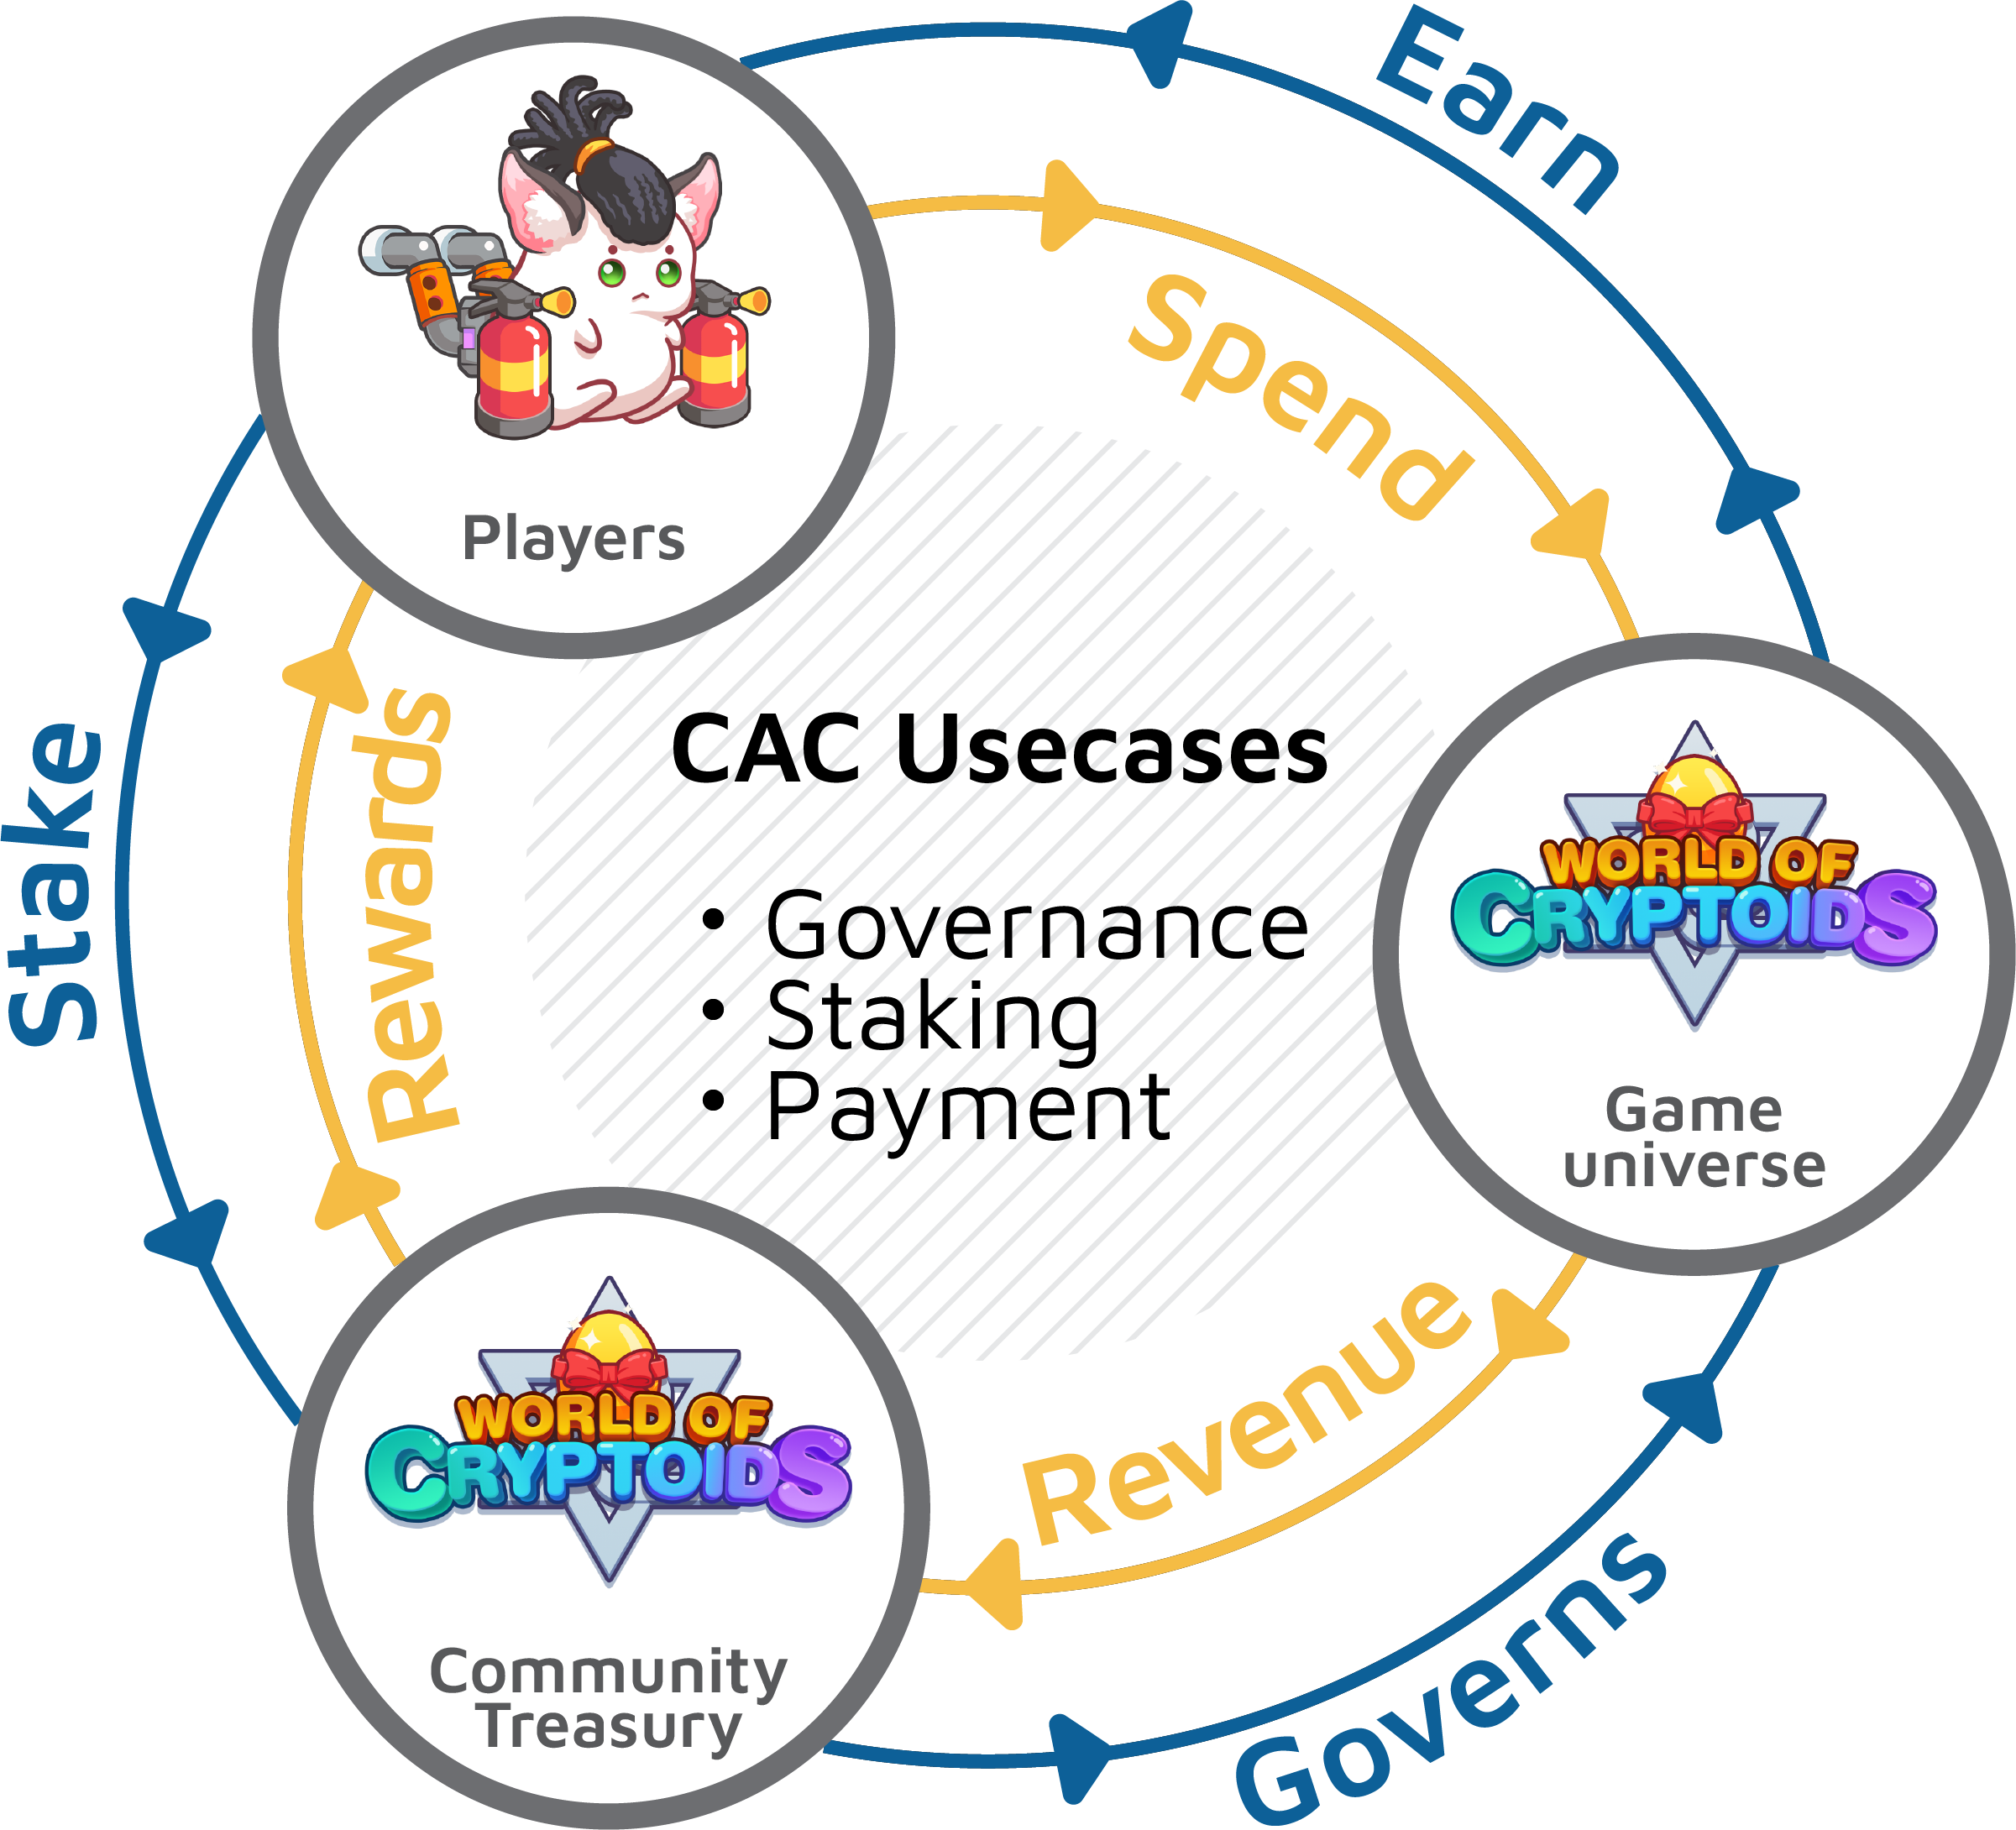 Earn
spend
Players
Stake
Rewards
CAC Usecases
• Governance
• Staking
• Payment
WORLD OF
CRYPTOIDS
Game
universe
WORLD OF
CRYPTOIDS
Community
Treasury
Revenue
Governs